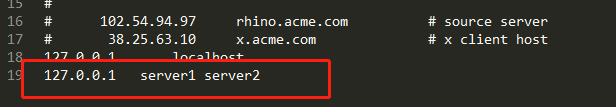 15 #
16 # 102.54.94.97 rhino.acme.com # source server
17 # 38.25.63.10 x.acme.com # x client host
18 127.0.0.1 localhost
19 127.0.0.1 server1 server2